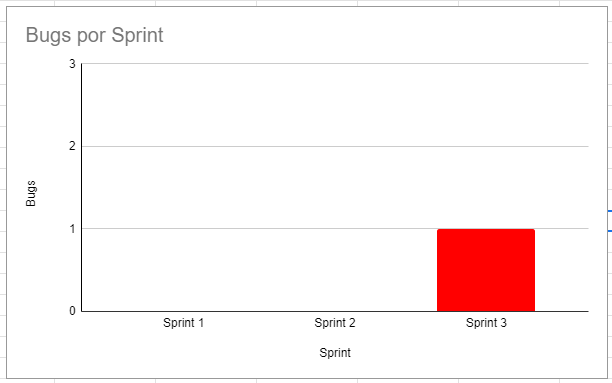 Bugs por Sprint
3
2
1
0
Bugs
Sprint 1
Sprint 2
Sprint 3
Sprint